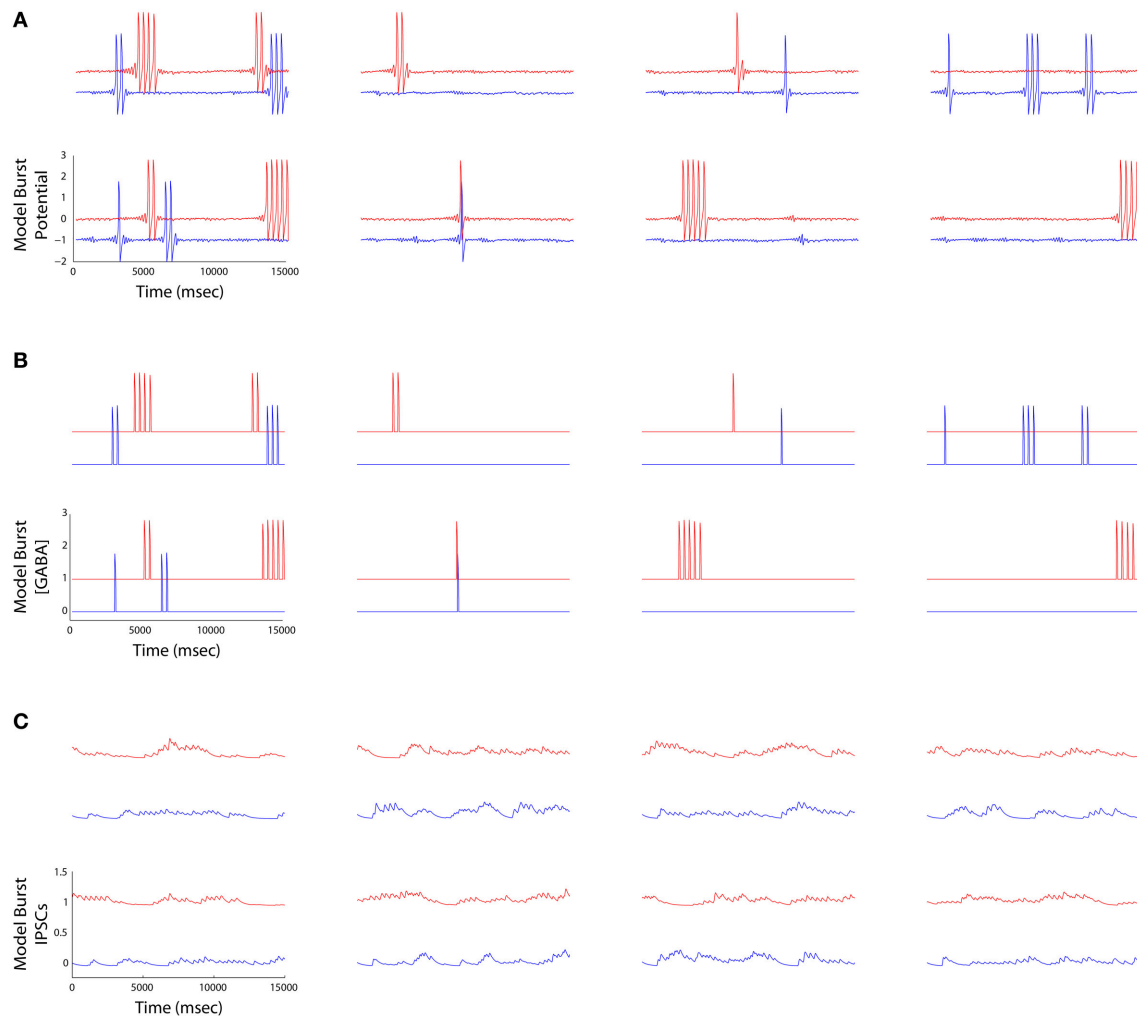 A
Model Burst
Potential
3
2
1
0
−1
−2
0
5000
10000
15000
Time (msec)
B
Model Burst
[GABA]
3
2
1
0
0
5000
10000
15000
Time (msec)
C
Model Burst
IPSCs
1.5
1
0.5
0
0
5000
10000
15000
Time (msec)